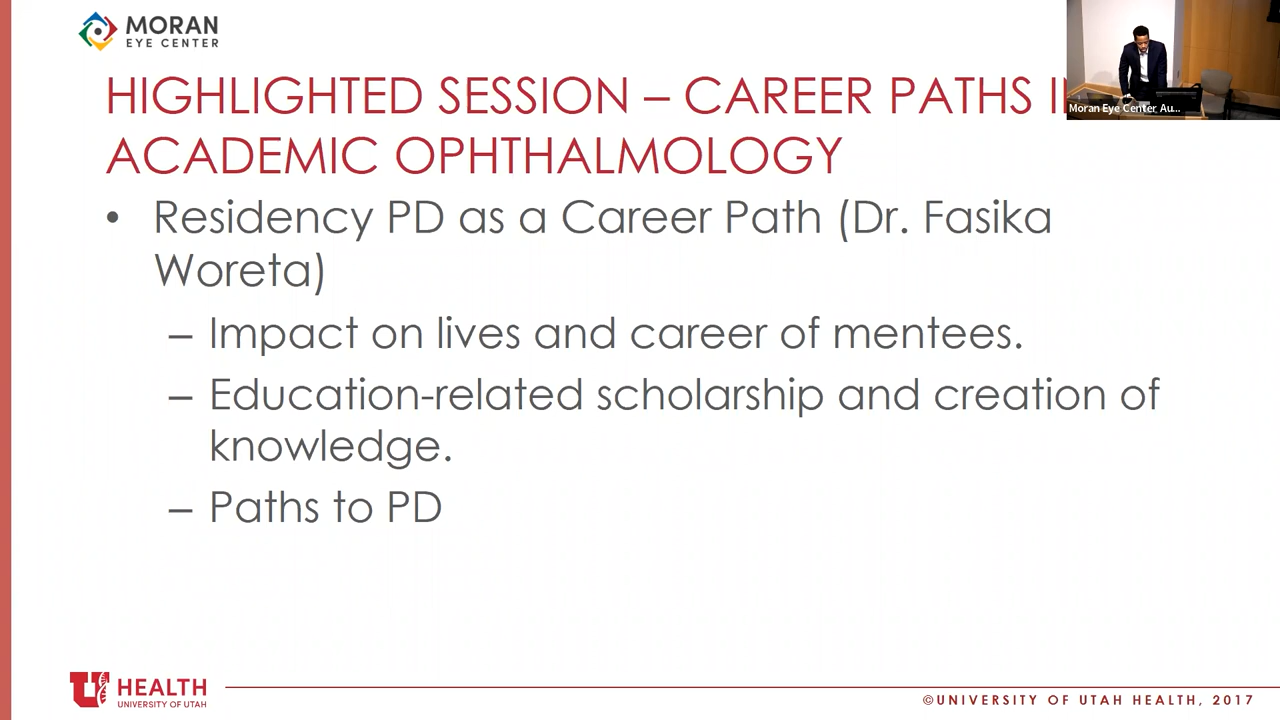 MORAN
EYE CENTER
HIGHLIGHTED SESSION – CAREER PATHS IN
ACADEMIC OPHTHALMOLOGY
Moran Eye Center Au...
• Residency PD as a Career Path (Dr. Fasika
Woreta)
– Impact on lives and career of mentees.
– Education-related scholarship and creation of
knowledge.
– Paths to PD
U HEALTH
UNIVERSITY OF UTAH
©UNIVERSITY OF UTAH HEALTH, 2017